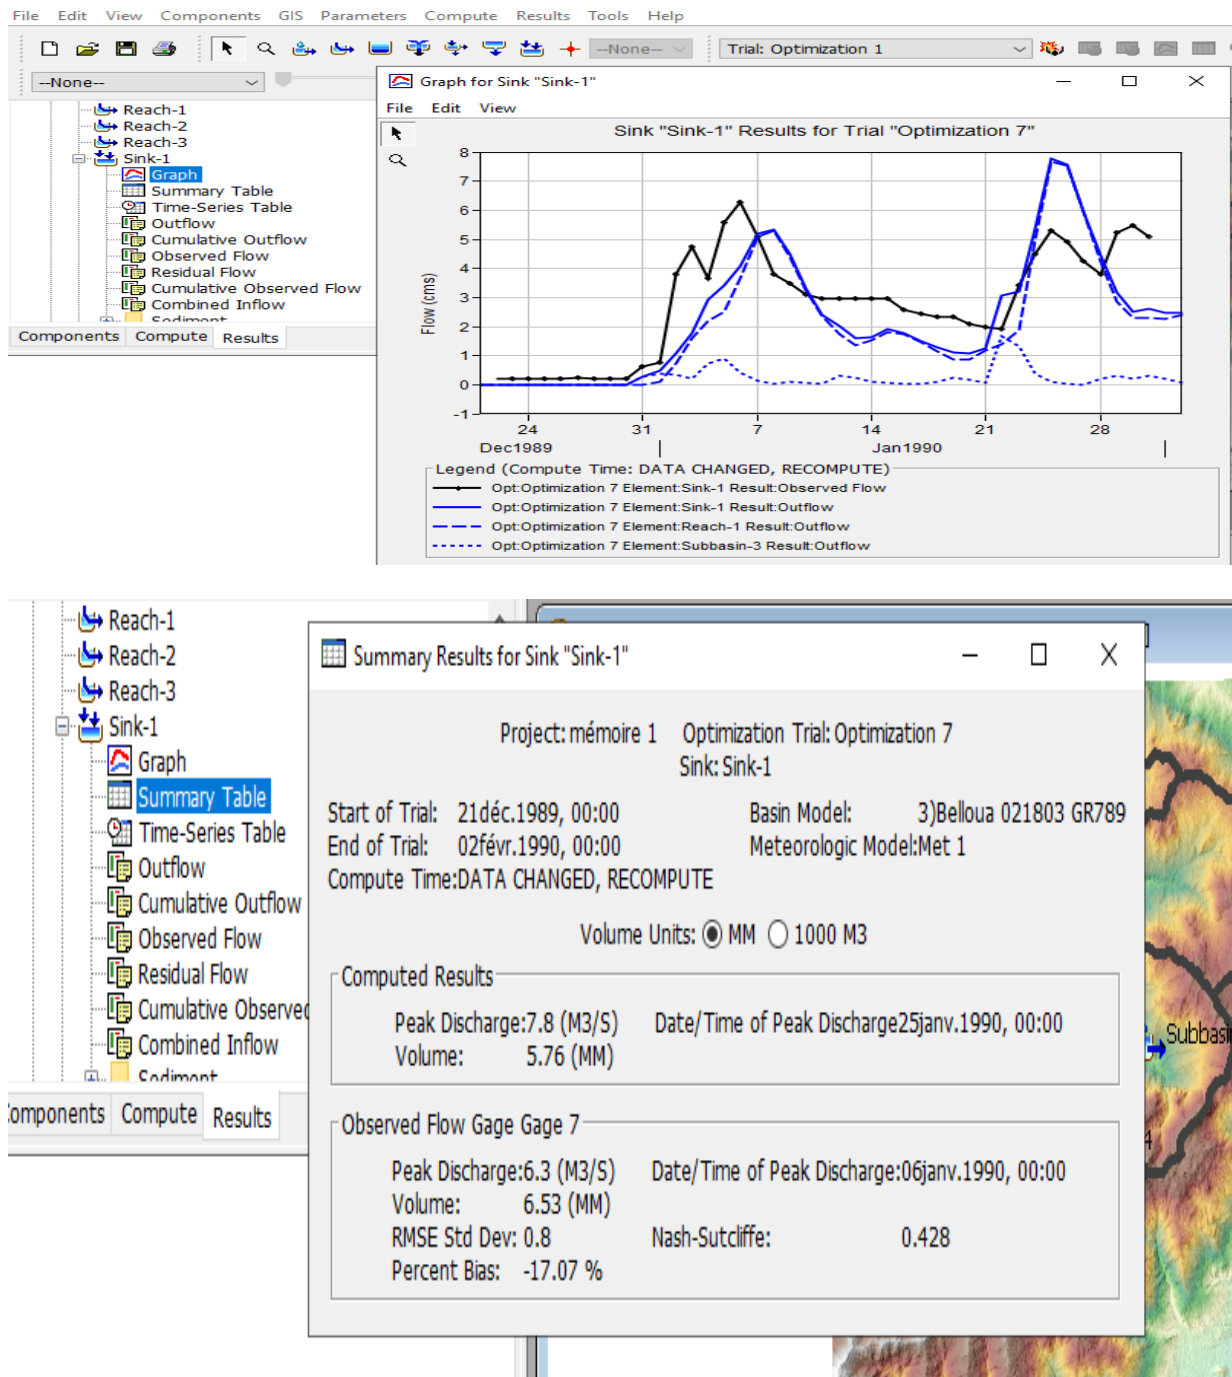 File Edit View Components GIS Parameters Compute Results Tools Help
--None-- Trial: Optimization 1
--None--
Reach-1
Reach-2
Reach-3
Sink-1
Graph
Summary Table
Time-Series Table
Outflow
Cumulative Outflow
Observed Flow
Residual Flow
Cumulative Observed Flow
Combined Inflow
Sediment
Components Compute Results
Graph for Sink "Sink-1"
File Edit View
Sink "Sink-1" Results for Trial "Optimization 7"
Flow (cms)
8
7
6
5
4
3
2
1
0
-1
24 31 7 14 21 28
Dec1989 Jan1990
Legend (Compute Time: DATA CHANGED, RECOMPUTE)
Opt:Optimization 7 Element:Sink-1 Result:Observed Flow
Opt:Optimization 7 Element:Sink-1 Result:Outflow
Opt:Optimization 7 Element:Reach-1 Result:Outflow
Opt:Optimization 7 Element:Subbasin-3 Result:Outflow
Reach-1
Reach-2
Reach-3
Sink-1
Graph
Summary Table
Time-Series Table
Outflow
Cumulative Outflow
Observed Flow
Residual Flow
Cumulative Observed
Combined Inflow
Sediment
Components Compute Results
Summary Results for Sink "Sink-1"
Project: mémoire 1 Optimization Trial: Optimization 7
Sink: Sink-1
Start of Trial: 21déc.1989, 00:00 Basin Model: 3)Belloua 021803 GR789
End of Trial: 02févr.1990, 00:00 Meteorologic Model:Met 1
Compute Time:DATA CHANGED, RECOMPUTE
Volume Units: MM 1000 M3
Computed Results
Peak Discharge:7.8 (M3/S) Date/Time of Peak Discharge25janv.1990, 00:00
Volume: 5.76 (MM)
Observed Flow Gage Gage 7
Peak Discharge:6.3 (M3/S) Date/Time of Peak Discharge:06janv.1990, 00:00
Volume: 6.53 (MM)
RMSE Std Dev: 0.8 Nash-Sutcliffe: 0.428
Percent Bias: -17.07 %
Subbasi
4